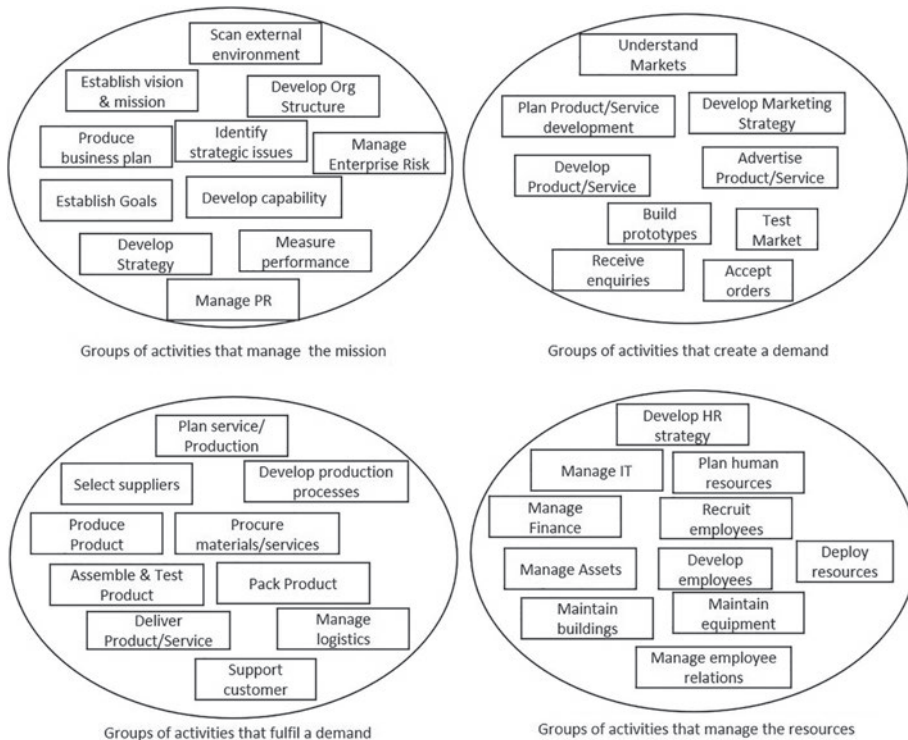 Scan external
environment
Establish vision
& mission
Develop Org
Structure
Produce
business plan
Identify
strategic issues
Manage
Enterprise Risk
Establish Goals
Develop capability
Develop
Strategy
Measure
performance
Manage PR
Groups of activities that manage the mission
Understand
Markets
Plan Product/Service
development
Develop Marketing
Strategy
Develop
Product/Service
Advertise
Product/Service
Build
prototypes
Test
Market
Receive
enquiries
Accept
orders
Groups of activities that create a demand
Plan service/
Production
Select suppliers
Develop production
processes
Produce
Product
Procure
materials/services
Assemble & Test
Product
Pack Product
Deliver
Product/Service
Manage
logistics
Support
customer
Groups of activities that fulfil a demand
Develop HR
strategy
Manage IT
Plan human
resources
Manage
Finance
Recruit
employees
Manage Assets
Develop
employees
Deploy
resources
Maintain
buildings
Maintain
equipment
Manage employee
relations
Groups of activities that manage the resources